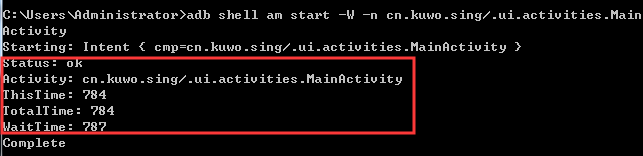 C:\Users\Administrator>adb shell am start -W -n cn.kuwo.sing/.ui.activities.Main
Activity
Starting: Intent { cmp=cn.kuwo.sing/.ui.activities.MainActivity }
Status: ok
Activity: cn.kuwo.sing/.ui.activities.MainActivity
ThisTime: 784
TotalTime: 784
WaitTime: 787
Complete